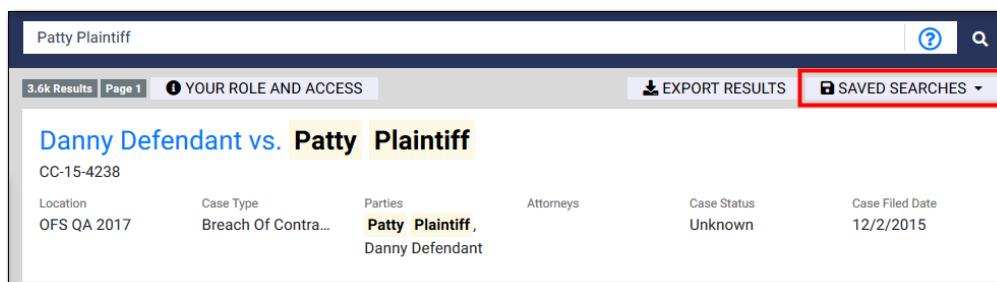 Patty Plaintiff
3.6k Results Page 1 YOUR ROLE AND ACCESS EXPORT RESULTS SAVED SEARCHES
Danny Defendant vs. Patty Plaintiff
CC-15-4238
Location Case Type Parties Attorneys Case Status Case Filed Date
OFS QA 2017 Breach Of Contra... Patty Plaintiff, Unknown 12/2/2015
Danny Defendant